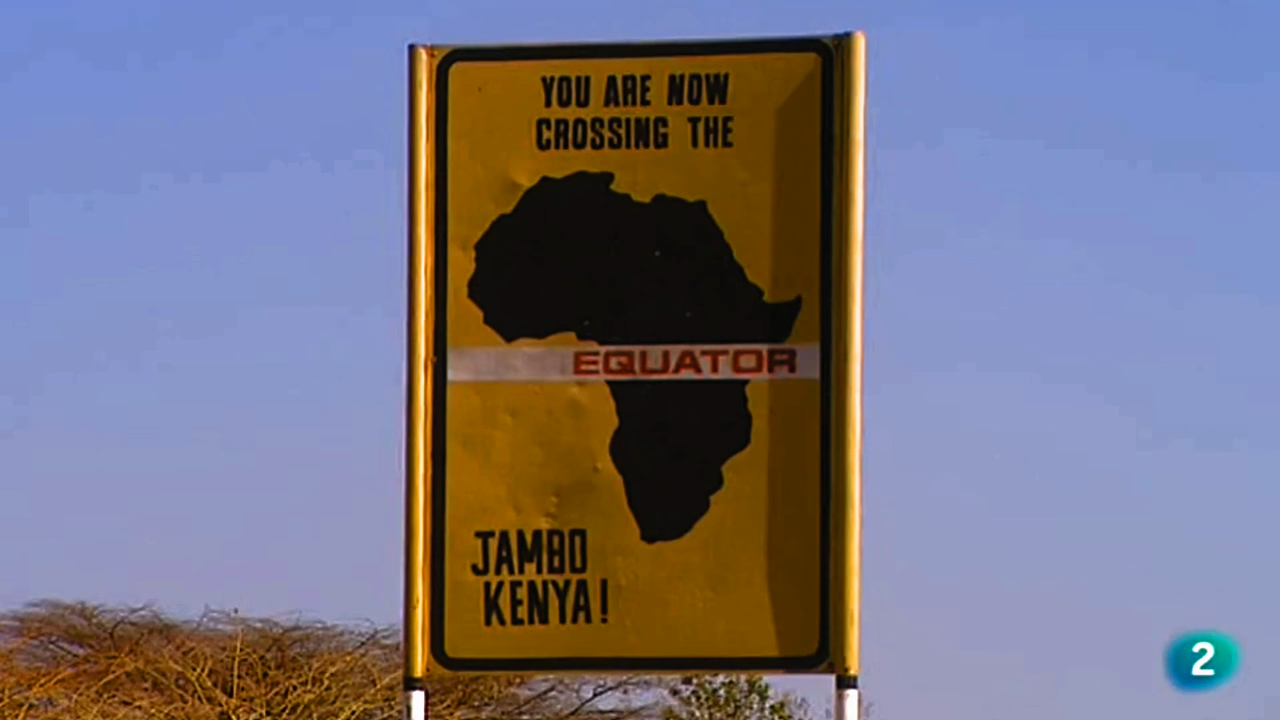 YOU ARE NOW
CROSSING THE
EQUATOR
JAMBO
KENYA!
2